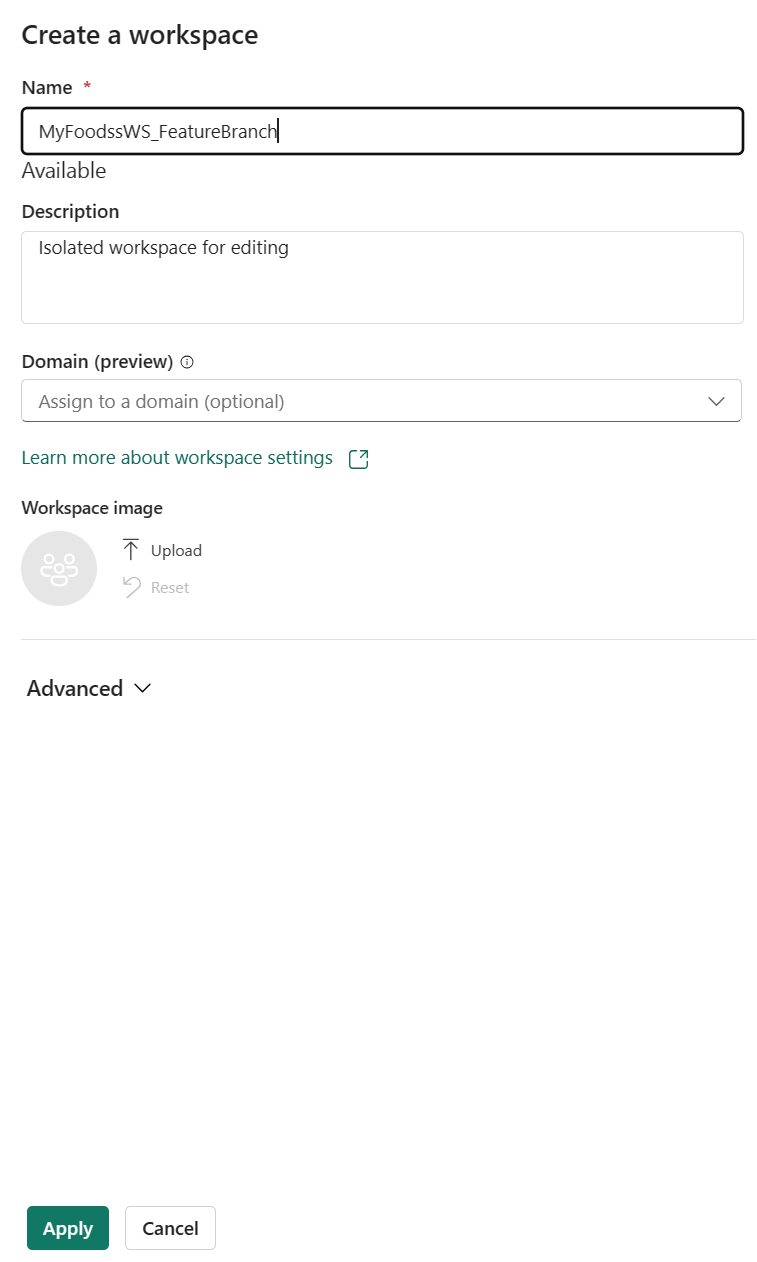 Create a workspace
Name *
MyFoodssWS_FeatureBranch
Available
Description
Isolated workspace for editing
Domain (preview)
Assign to a domain (optional)
Learn more about workspace settings
Workspace image
Upload
Reset
Advanced
Apply Cancel